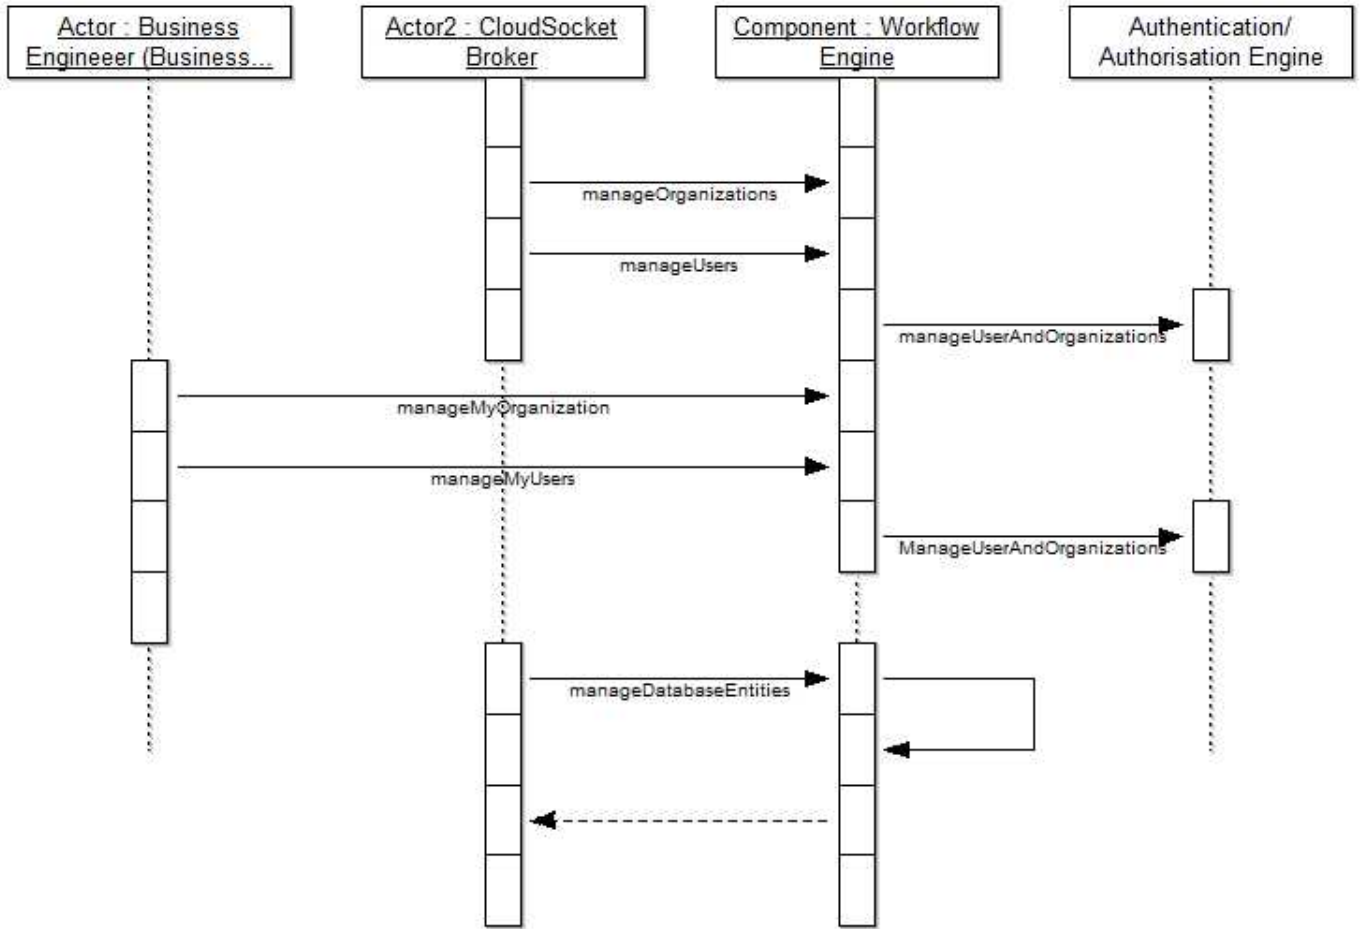 Actor : Business
Engineeer (Business...
Actor2 : CloudSocket
Broker
Component : Workflow
Engine
Authentication/
Authorisation Engine
manageOrganizations
manageUsers
manageUserAndOrganizations
manageMyOrganization
manageMyUsers
ManageUserAndOrganizations
manageDatabaseEntities